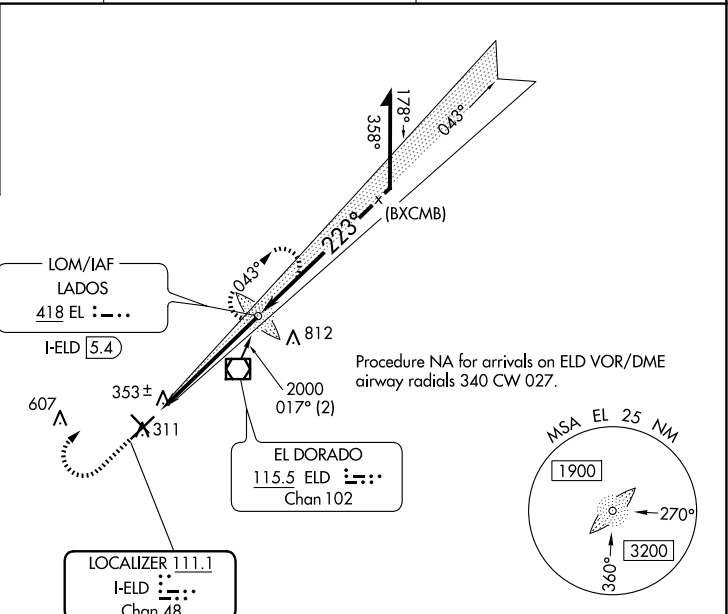 178°
358°
043°
(BXCMB)
223°
043°
LOM/IAF
LADOS
418 EL
I-ELD 5.4
812
Procedure NA for arrivals on ELD VOR/DME
airway radials 340 CW 027.
353±
2000
017° (2)
607
311
EL DORADO
115.5 ELD
Chan 102
MSA EL 25 NM
1900
270°
3200
360°
LOCALIZER 111.1
I-ELD
Chan 48